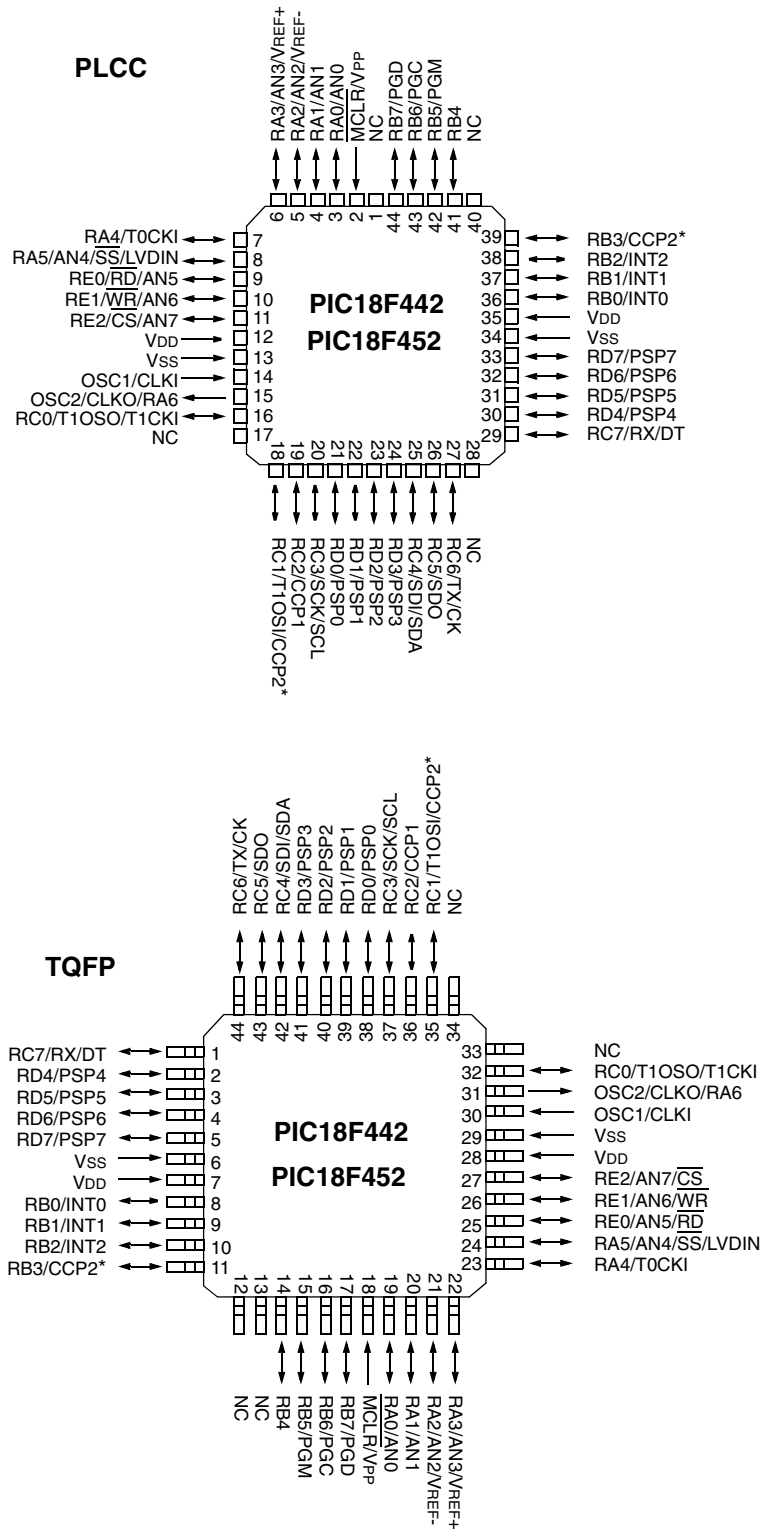 PLCC
RA3/AN3/VREF+
RA2/AN2/VREF-
RA1/AN1
RA0/AN0
MCLR/VPP
NC
RB7/PGD
RB6/PGC
RB5/PGM
RB4
NC
6 5 4 3 2 1 44 43 42 41 40
RA4/T0CKI 7
RA5/AN4/SS/LVDIN 8
RE0/RD/AN5 9
RE1/WR/AN6 10
RE2/CS/AN7 11
VDD 12
VSS 13
OSC1/CLKI 14
OSC2/CLKO/RA6 15
RC0/T1OSO/T1CKI 16
NC 17
PIC18F442
PIC18F452
39 RB3/CCP2*
38 RB2/INT2
37 RB1/INT1
36 RB0/INT0
35 VDD
34 VSS
33 RD7/PSP7
32 RD6/PSP6
31 RD5/PSP5
30 RD4/PSP4
29 RC7/RX/DT
18 19 20 21 22 23 24 25 26 27 28
RC1/T1OSI/CCP2*
RC2/CCP1
RC3/SCK/SCL
RD0/PSP0
RD1/PSP1
RD2/PSP2
RD3/PSP3
RC4/SDI/SDA
RC5/SDO
RC6/TX/CK
NC
TQFP
RC6/TX/CK
RC5/SDO
RC4/SDI/SDA
RD3/PSP3
RD2/PSP2
RD1/PSP1
RD0/PSP0
RC3/SCK/SCL
RC2/CCP1
RC1/T1OSI/CCP2*
NC
44 43 42 41 40 39 38 37 36 35 34
RC7/RX/DT 1
RD4/PSP4 2
RD5/PSP5 3
RD6/PSP6 4
RD7/PSP7 5
VSS 6
VDD 7
RB0/INT0 8
RB1/INT1 9
RB2/INT2 10
RB3/CCP2* 11
PIC18F442
PIC18F452
33 NC
32 RC0/T1OSO/T1CKI
31 OSC2/CLKO/RA6
30 OSC1/CLKI
29 VSS
28 VDD
27 RE2/AN7/CS
26 RE1/AN6/WR
25 RE0/AN5/RD
24 RA5/AN4/SS/LVDIN
23 RA4/T0CKI
12 13 14 15 16 17 18 19 20 21 22
NC
NC
RB4
RB5/PGM
RB6/PGC
RB7/PGD
MCLR/VPP
RA0/AN0
RA1/AN1
RA2/AN2/VREF-
RA3/AN3/VREF+